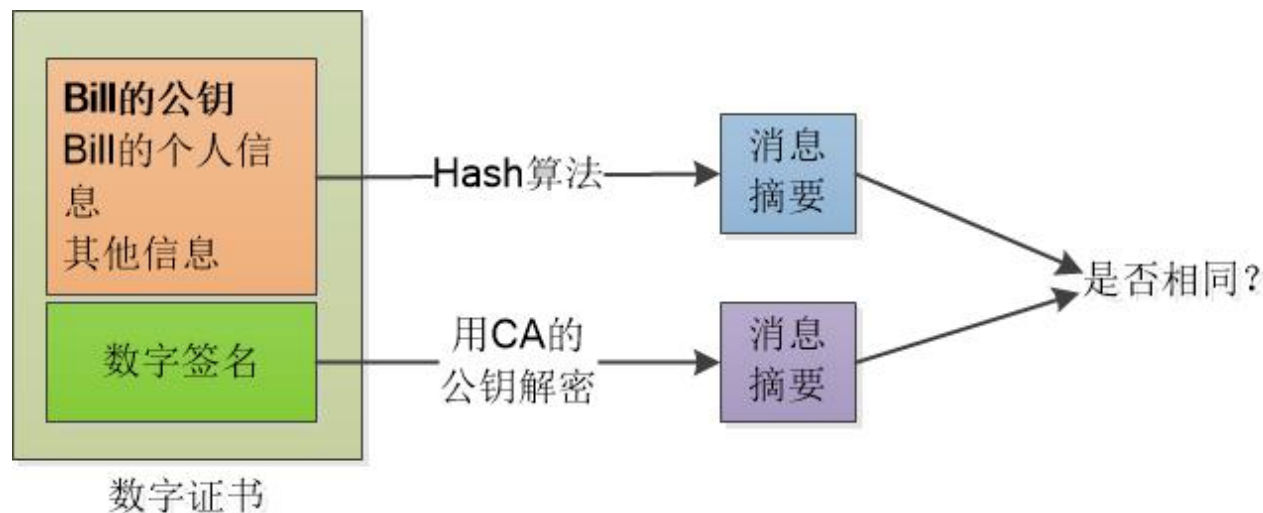 Bill的公钥
Bill的个人信
息
其他信息
Hash算法
消息
摘要
是否相同?
数字签名
用CA的
公钥解密
消息
摘要
数字证书